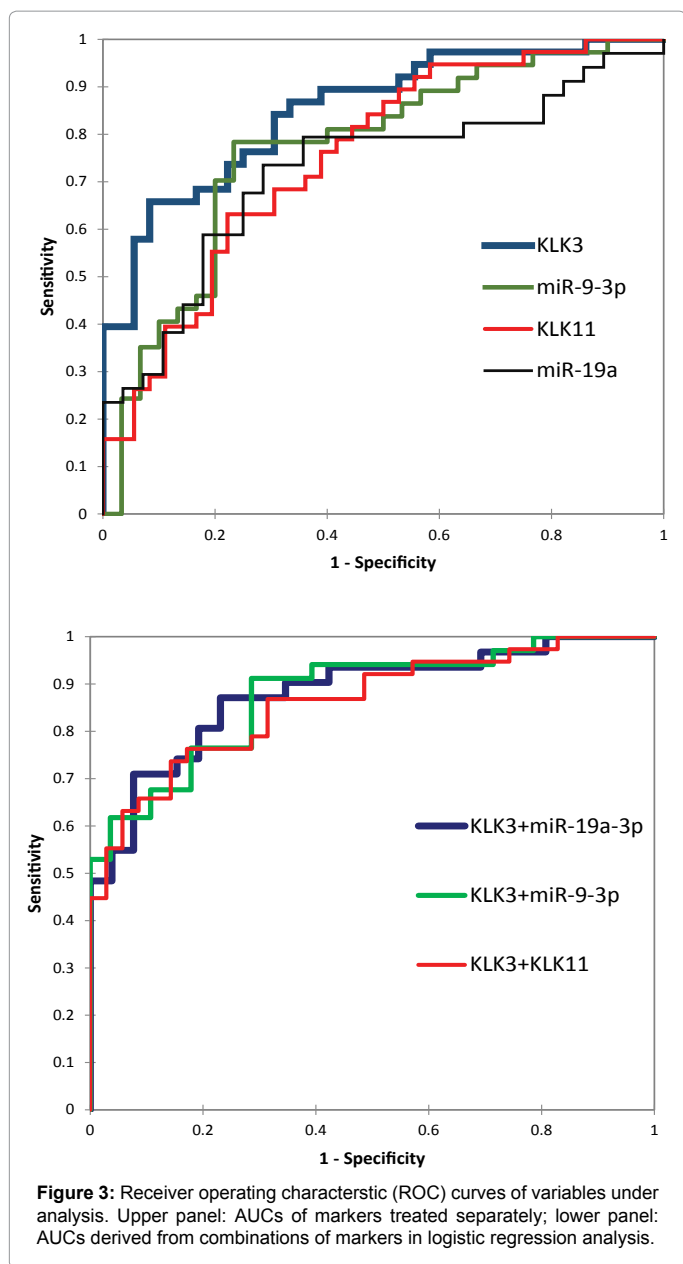 1
0.9
0.8
0.7
0.6
0.5
0.4
0.3
0.2
0.1
0
Sensitivity
KLK3
miR-9-3p
KLK11
miR-19a
0 0.2 0.4 0.6 0.8 1
1 - Specificity
1
0.9
0.8
0.7
0.6
0.5
0.4
0.3
0.2
0.1
0
Sensitivity
KLK3+miR-19a-3p
KLK3+miR-9-3p
KLK3+KLK11
0 0.2 0.4 0.6 0.8 1
1 - Specificity
Figure 3: Receiver operating characterstic (ROC) curves of variables under
analysis. Upper panel: AUCs of markers treated separately; lower panel:
AUCs derived from combinations of markers in logistic regression analysis.